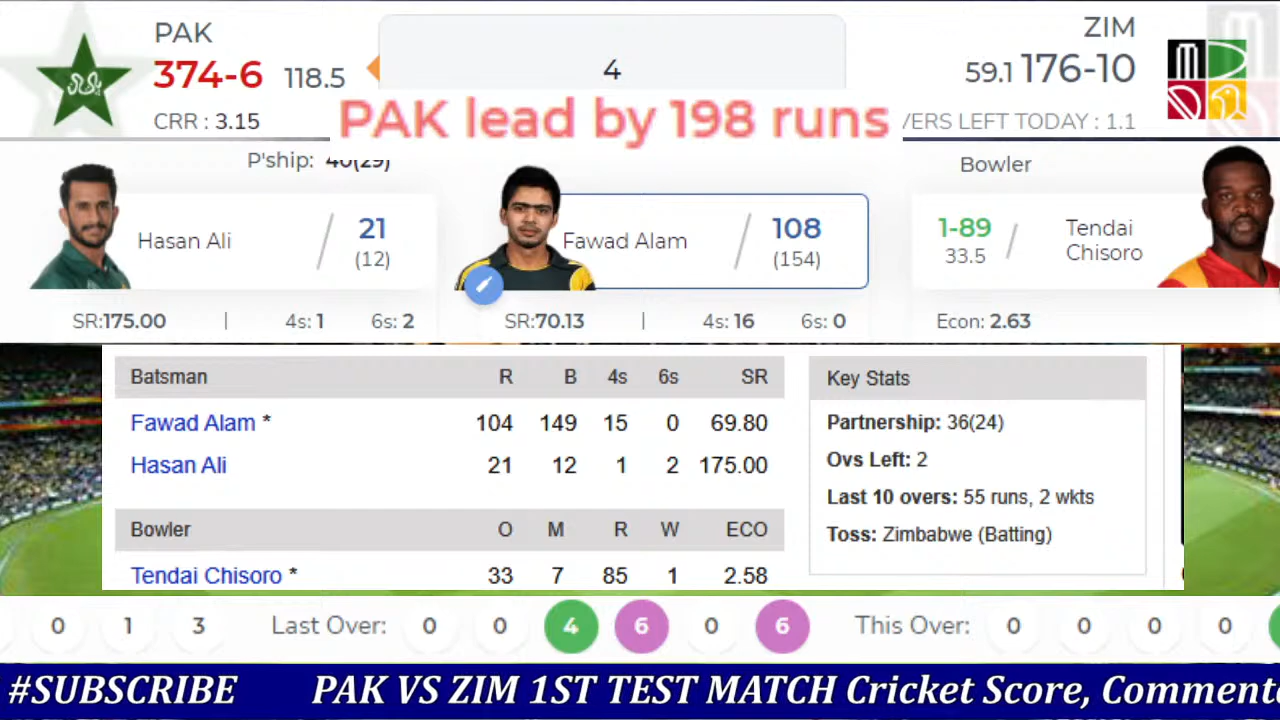 PAK
374-6 118.5
CRR : 3.15
4
ZIM
59.1 176-10
PAK lead by 198 runs
VERS LEFT TODAY : 1.1
P'ship: 40(29)
Hasan Ali
21
(12)
SR:175.00 | 4s: 1 6s: 2
Fawad Alam
108
(154)
SR:70.13 | 4s: 16 6s: 0
Bowler
1-89
33.5
Tendai
Chisoro
Econ: 2.63
Batsman R B 4s 6s SR
Fawad Alam * 104 149 15 0 69.80
Hasan Ali 21 12 1 2 175.00
Bowler O M R W ECO
Tendai Chisoro * 33 7 85 1 2.58
Key Stats
Partnership: 36(24)
Ovs Left: 2
Last 10 overs: 55 runs, 2 wkts
Toss: Zimbabwe (Batting)
0 1 3 Last Over: 0 0 4 6 0 6 This Over: 0 0 0 0
#SUBSCRIBE PAK VS ZIM 1ST TEST MATCH Cricket Score, Comment